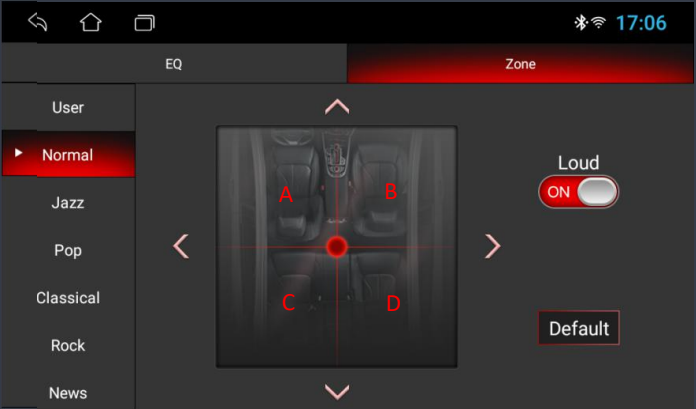 17:06
EQ
Zone
User
Normal
Jazz
Pop
Classical
Rock
News
A
B
C
D
Loud
ON
Default